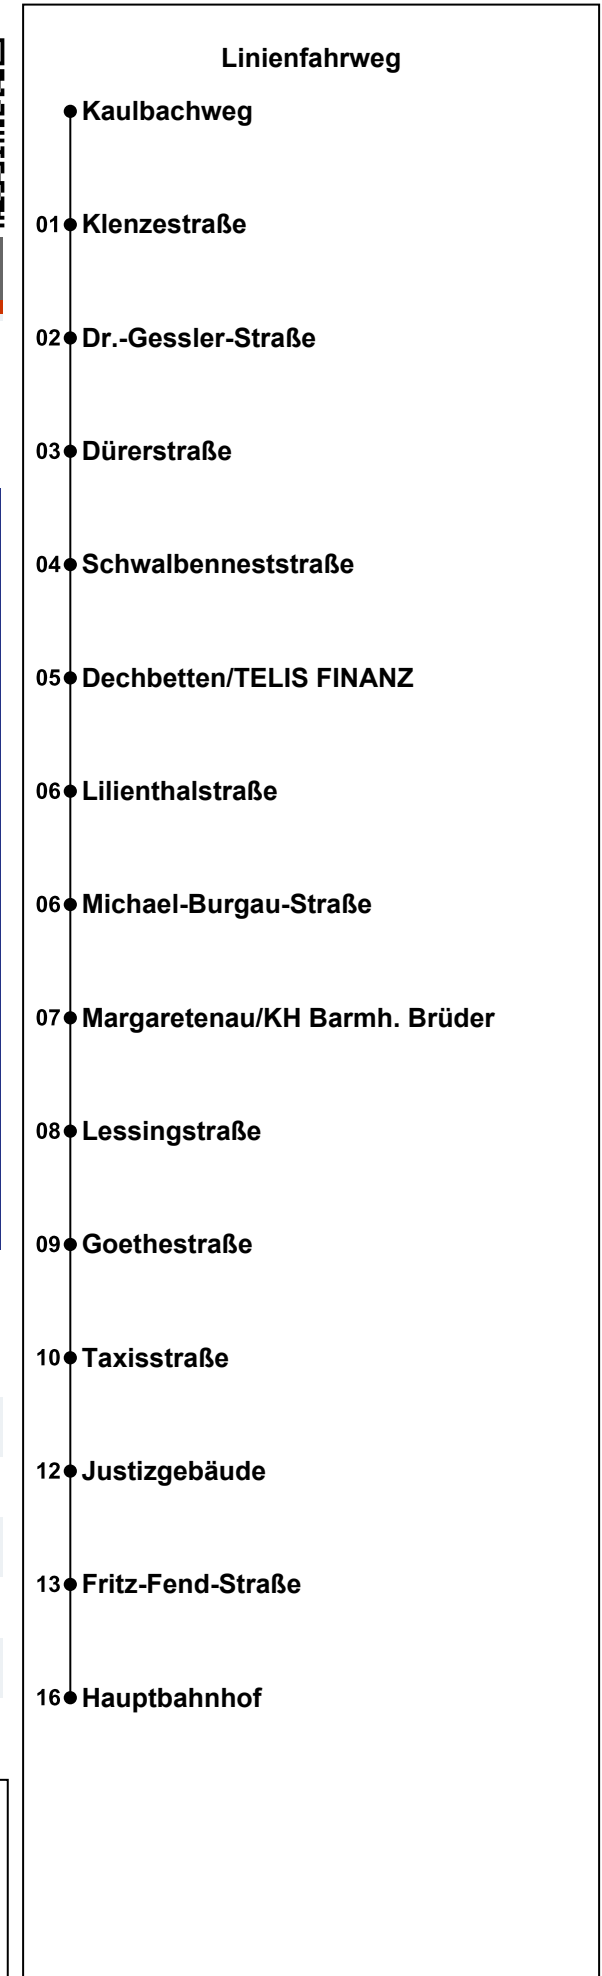 Linienfahrweg
Kaulbachweg
01 Klenzestraße
02 Dr.-Gessler-Straße
03 Dürerstraße
04 Schwalbenneststraße
05 Dechbetten/TELIS FINANZ
06 Lilienthalstraße
06 Michael-Burgau-Straße
07 Margaretenau/KH Barmh. Brüder
08 Lessingstraße
09 Goethestraße
10 Taxisstraße
12 Justizgebäude
13 Fritz-Fend-Straße
16 Hauptbahnhof